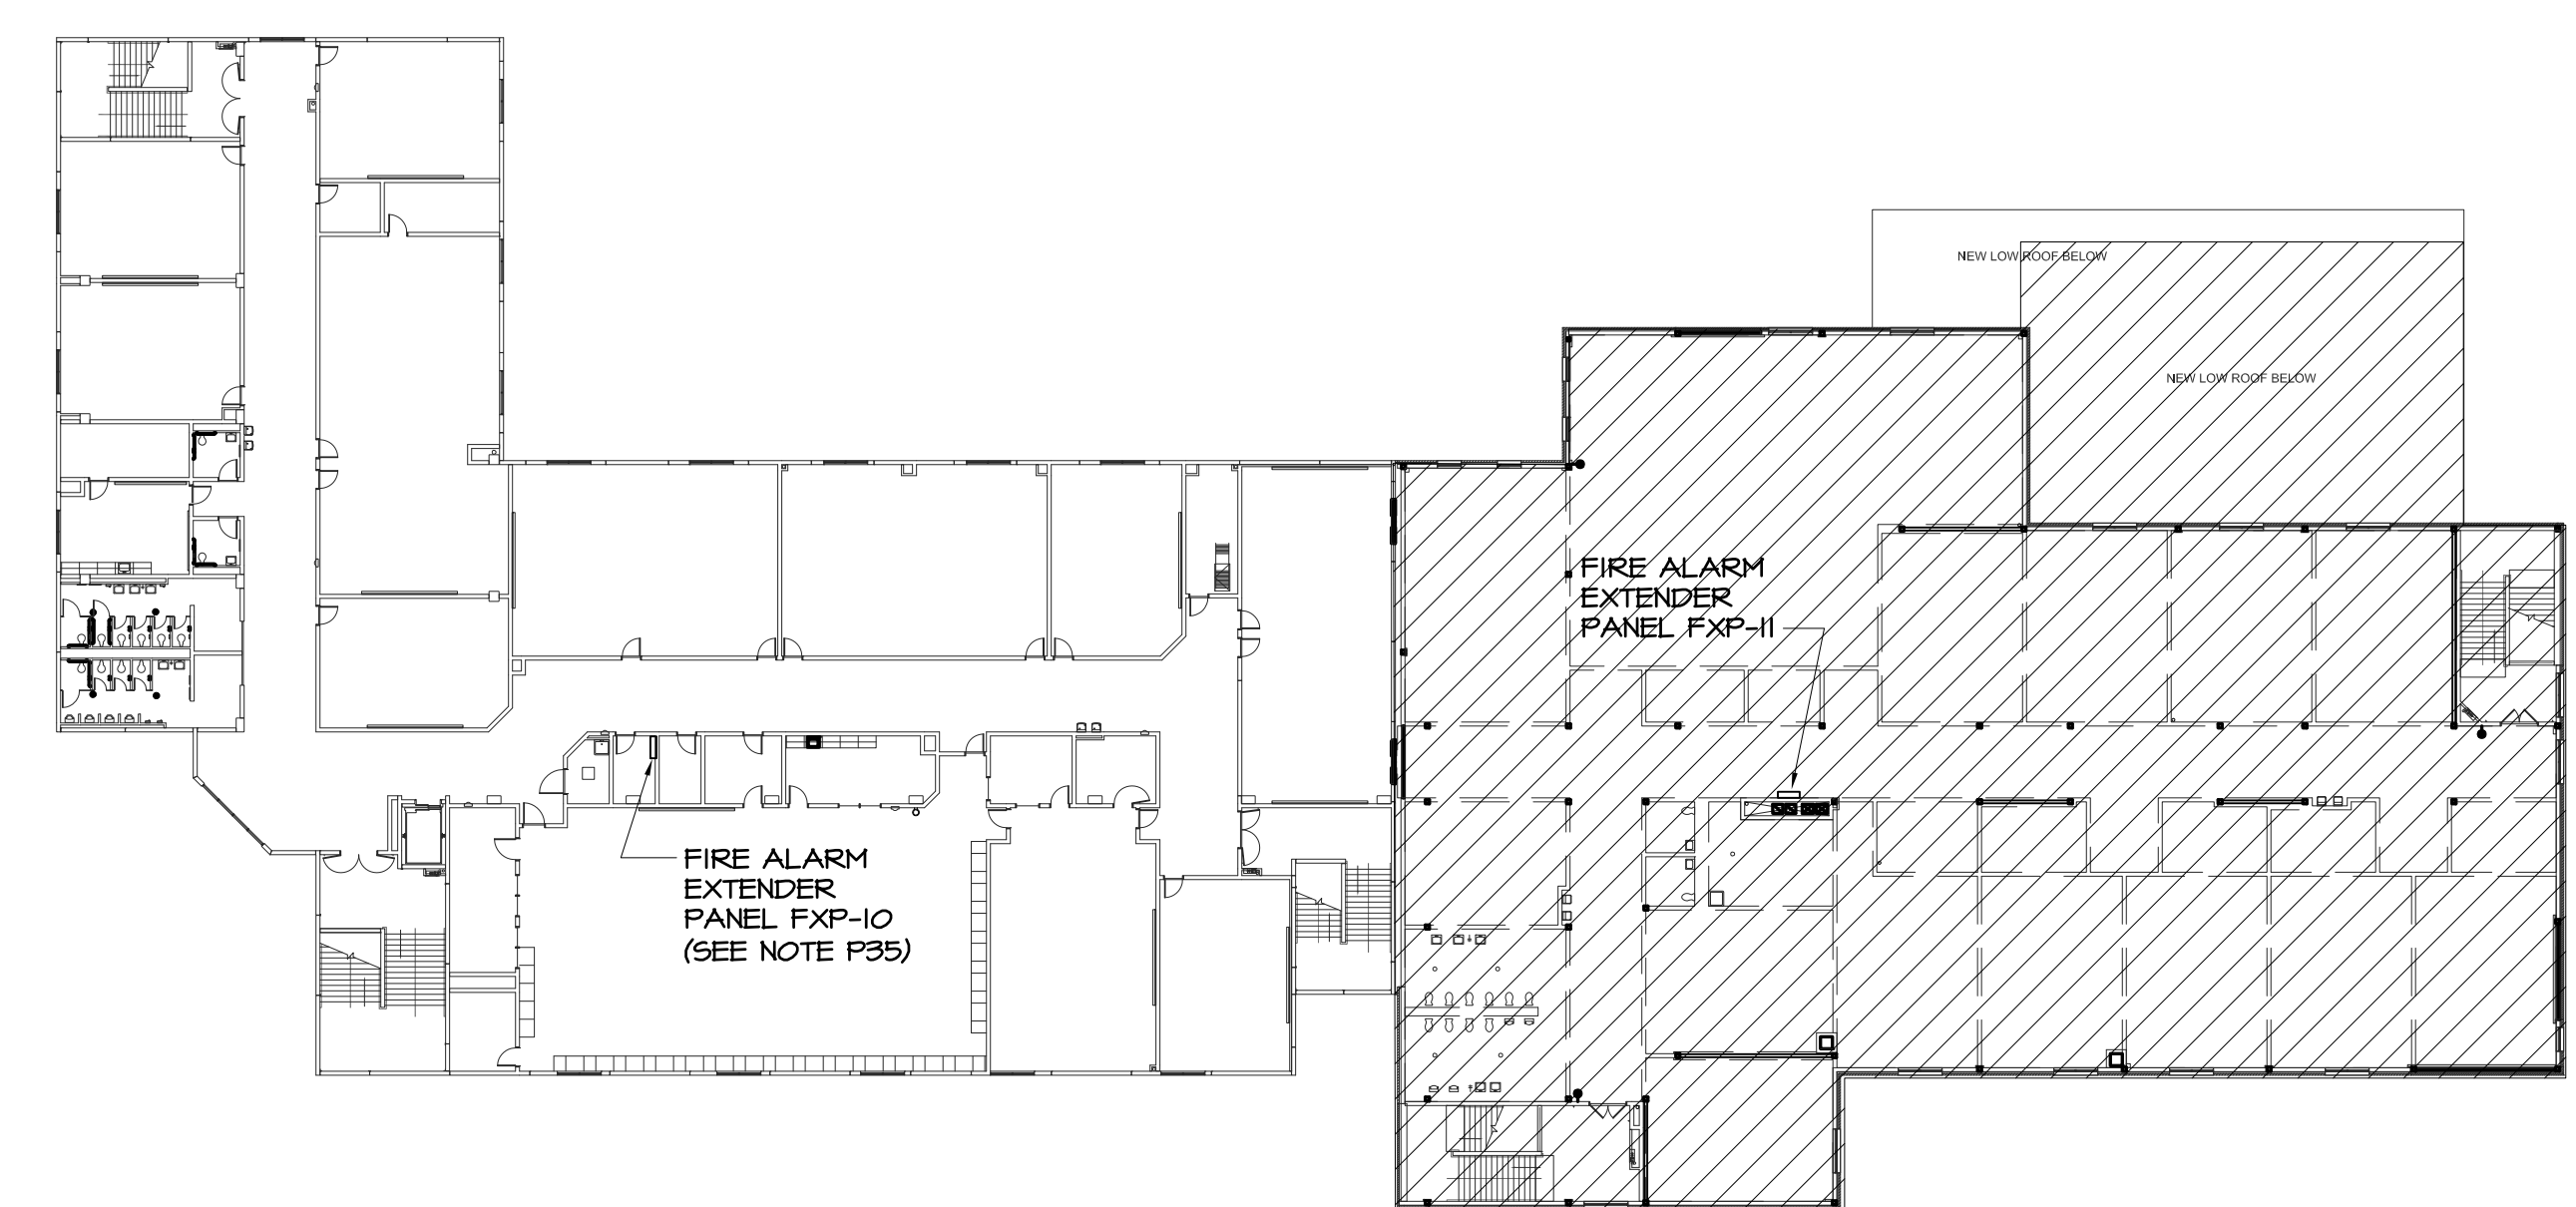 NEW LOW ROOF BELOW
NEW LOW ROOF BELOW
FIRE ALARM
EXTENDER
PANEL FXP-11
FIRE ALARM
EXTENDER
PANEL FXP-10
(SEE NOTE P35)